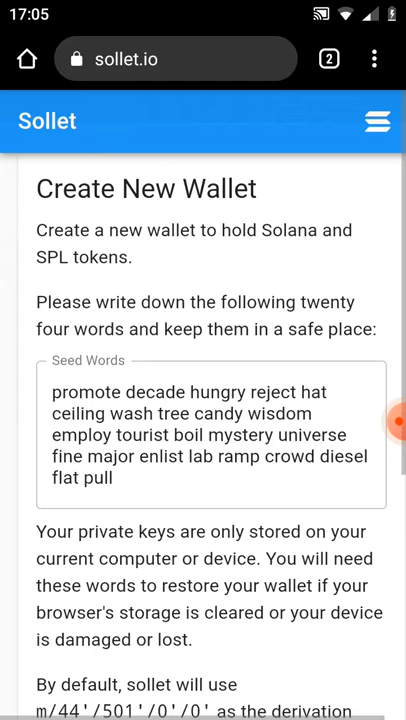 17:05
sollet.io
2
Sollet
Create New Wallet
Create a new wallet to hold Solana and
SPL tokens.
Please write down the following twenty
four words and keep them in a safe place:
Seed Words
promote decade hungry reject hat
ceiling wash tree candy wisdom
employ tourist boil mystery universe
fine major enlist lab ramp crowd diesel
flat pull
Your private keys are only stored on your
current computer or device. You will need
these words to restore your wallet if your
browser's storage is cleared or your device
is damaged or lost.
By default, sollet will use
m/44'/501'/0'/0' as the derivation